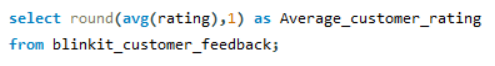 select round(avg(rating),1) as Average_customer_rating
from blinkit_customer_feedback;